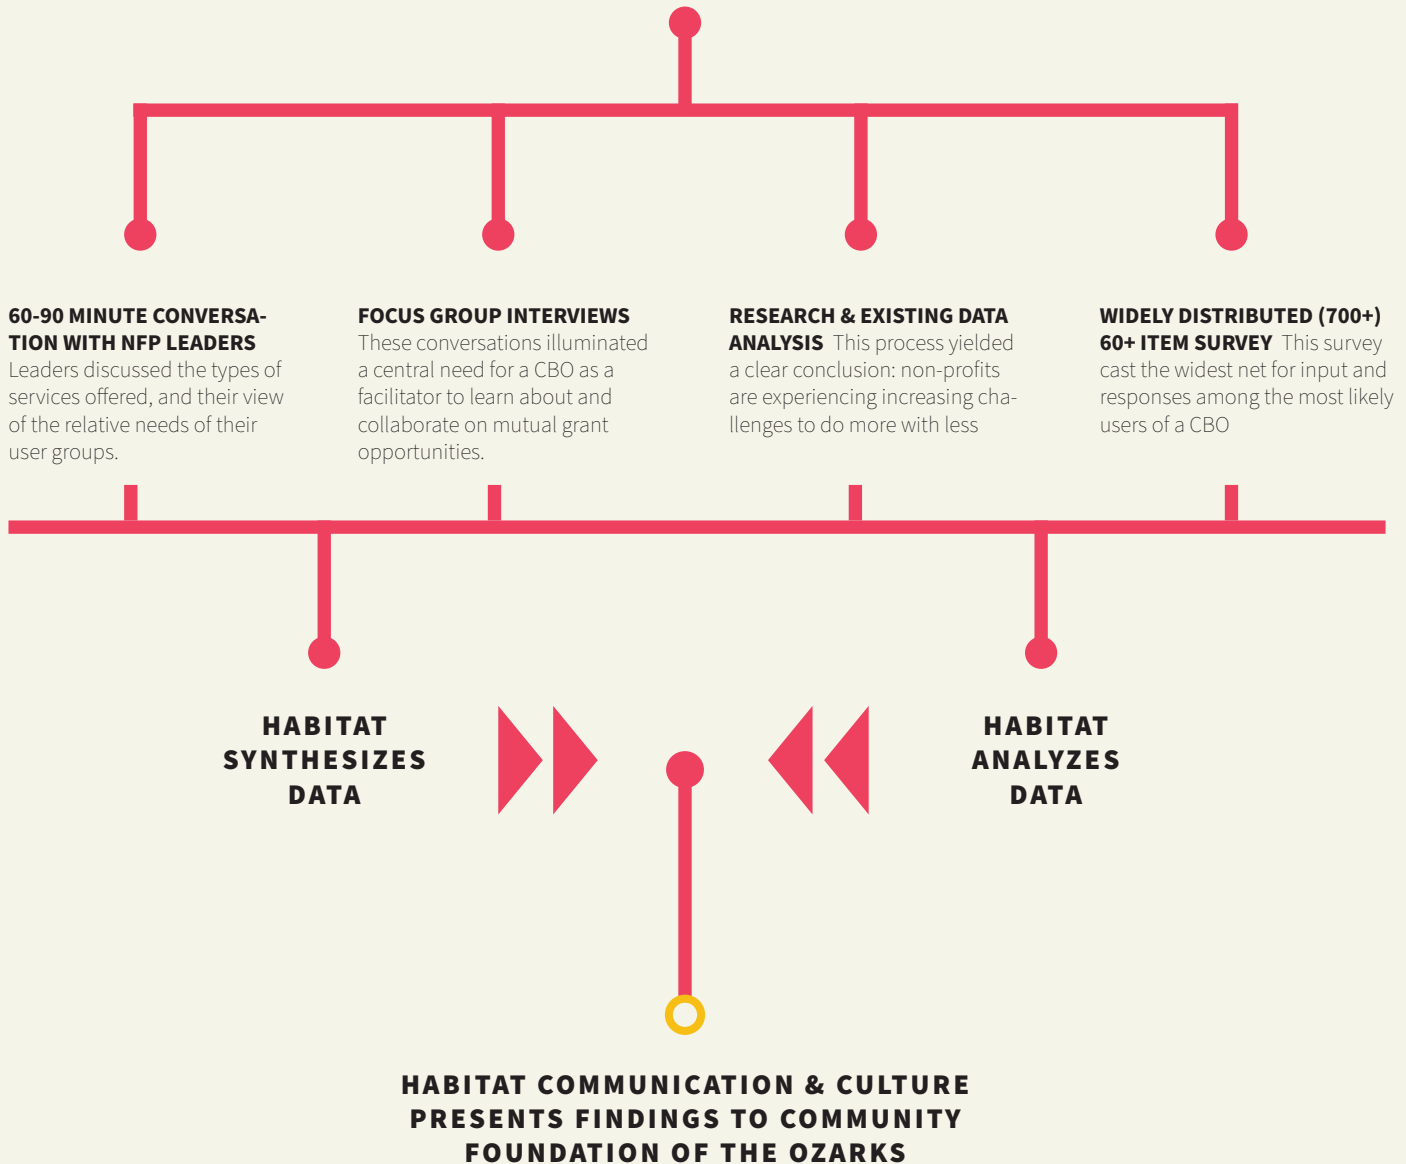 60-90 MINUTE CONVERSA-
TION WITH NFP LEADERS
Leaders discussed the types of
services offered, and their view
of the relative needs of their
user groups.
FOCUS GROUP INTERVIEWS
These conversations illuminated
a central need for a CBO as a
facilitator to learn about and
collaborate on mutual grant
opportunities.
RESEARCH & EXISTING DATA
ANALYSIS This process yielded
a clear conclusion: non-profits
are experiencing increasing cha-
llenges to do more with less
WIDELY DISTRIBUTED (700+)
60+ ITEM SURVEY This survey
cast the widest net for input and
responses among the most likely
users of a CBO
HABITAT
SYNTHESIZES
DATA
HABITAT
ANALYZES
DATA
HABITAT COMMUNICATION & CULTURE
PRESENTS FINDINGS TO COMMUNITY
FOUNDATION OF THE OZARKS